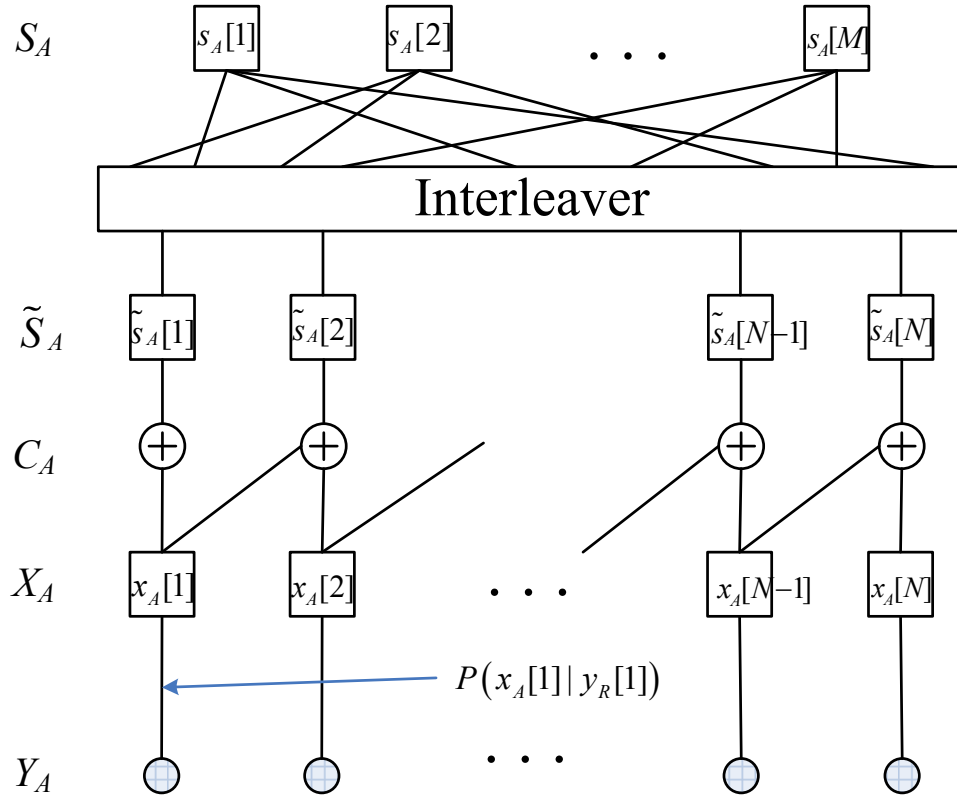 S_A s_A[1] s_A[2] . . . s_A[M]
Interleaver
S̃_A s̃_A[1] s̃_A[2] s̃_A[N−1] s̃_A[N]
C_A + + + +
X_A x_A[1] x_A[2] . . . x_A[N−1] x_A[N]
P(x_A[1] | y_R[1])
Y_A . . .